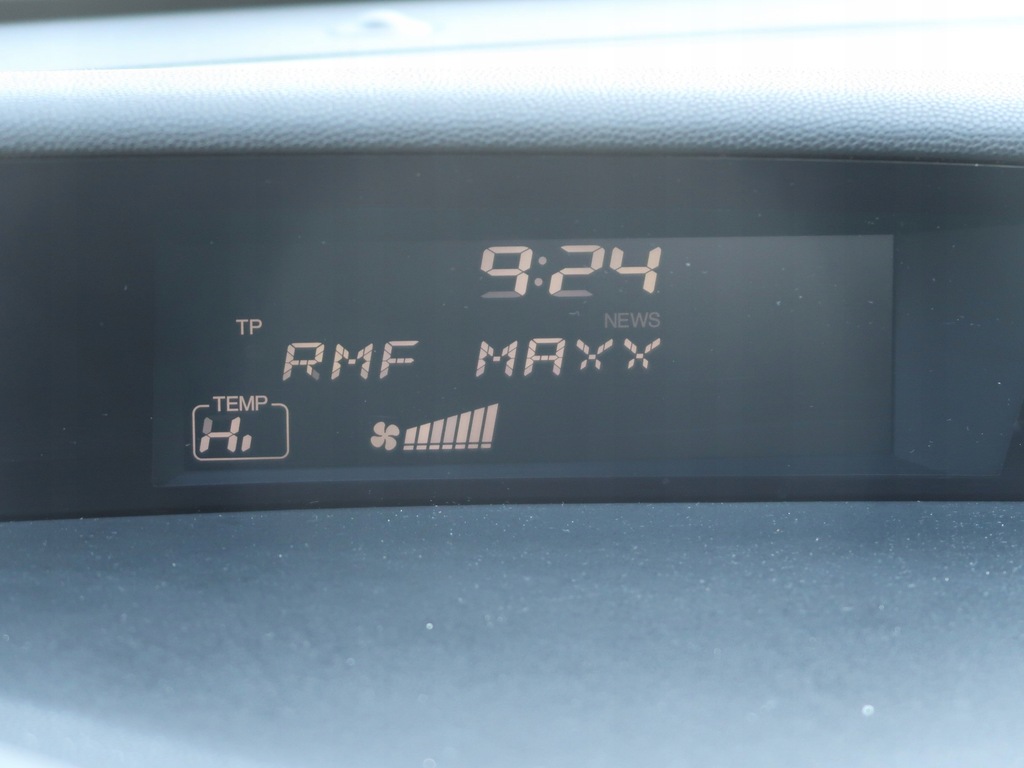 9:24
TP
NEWS
RMF MAXX
TEMP
Hi